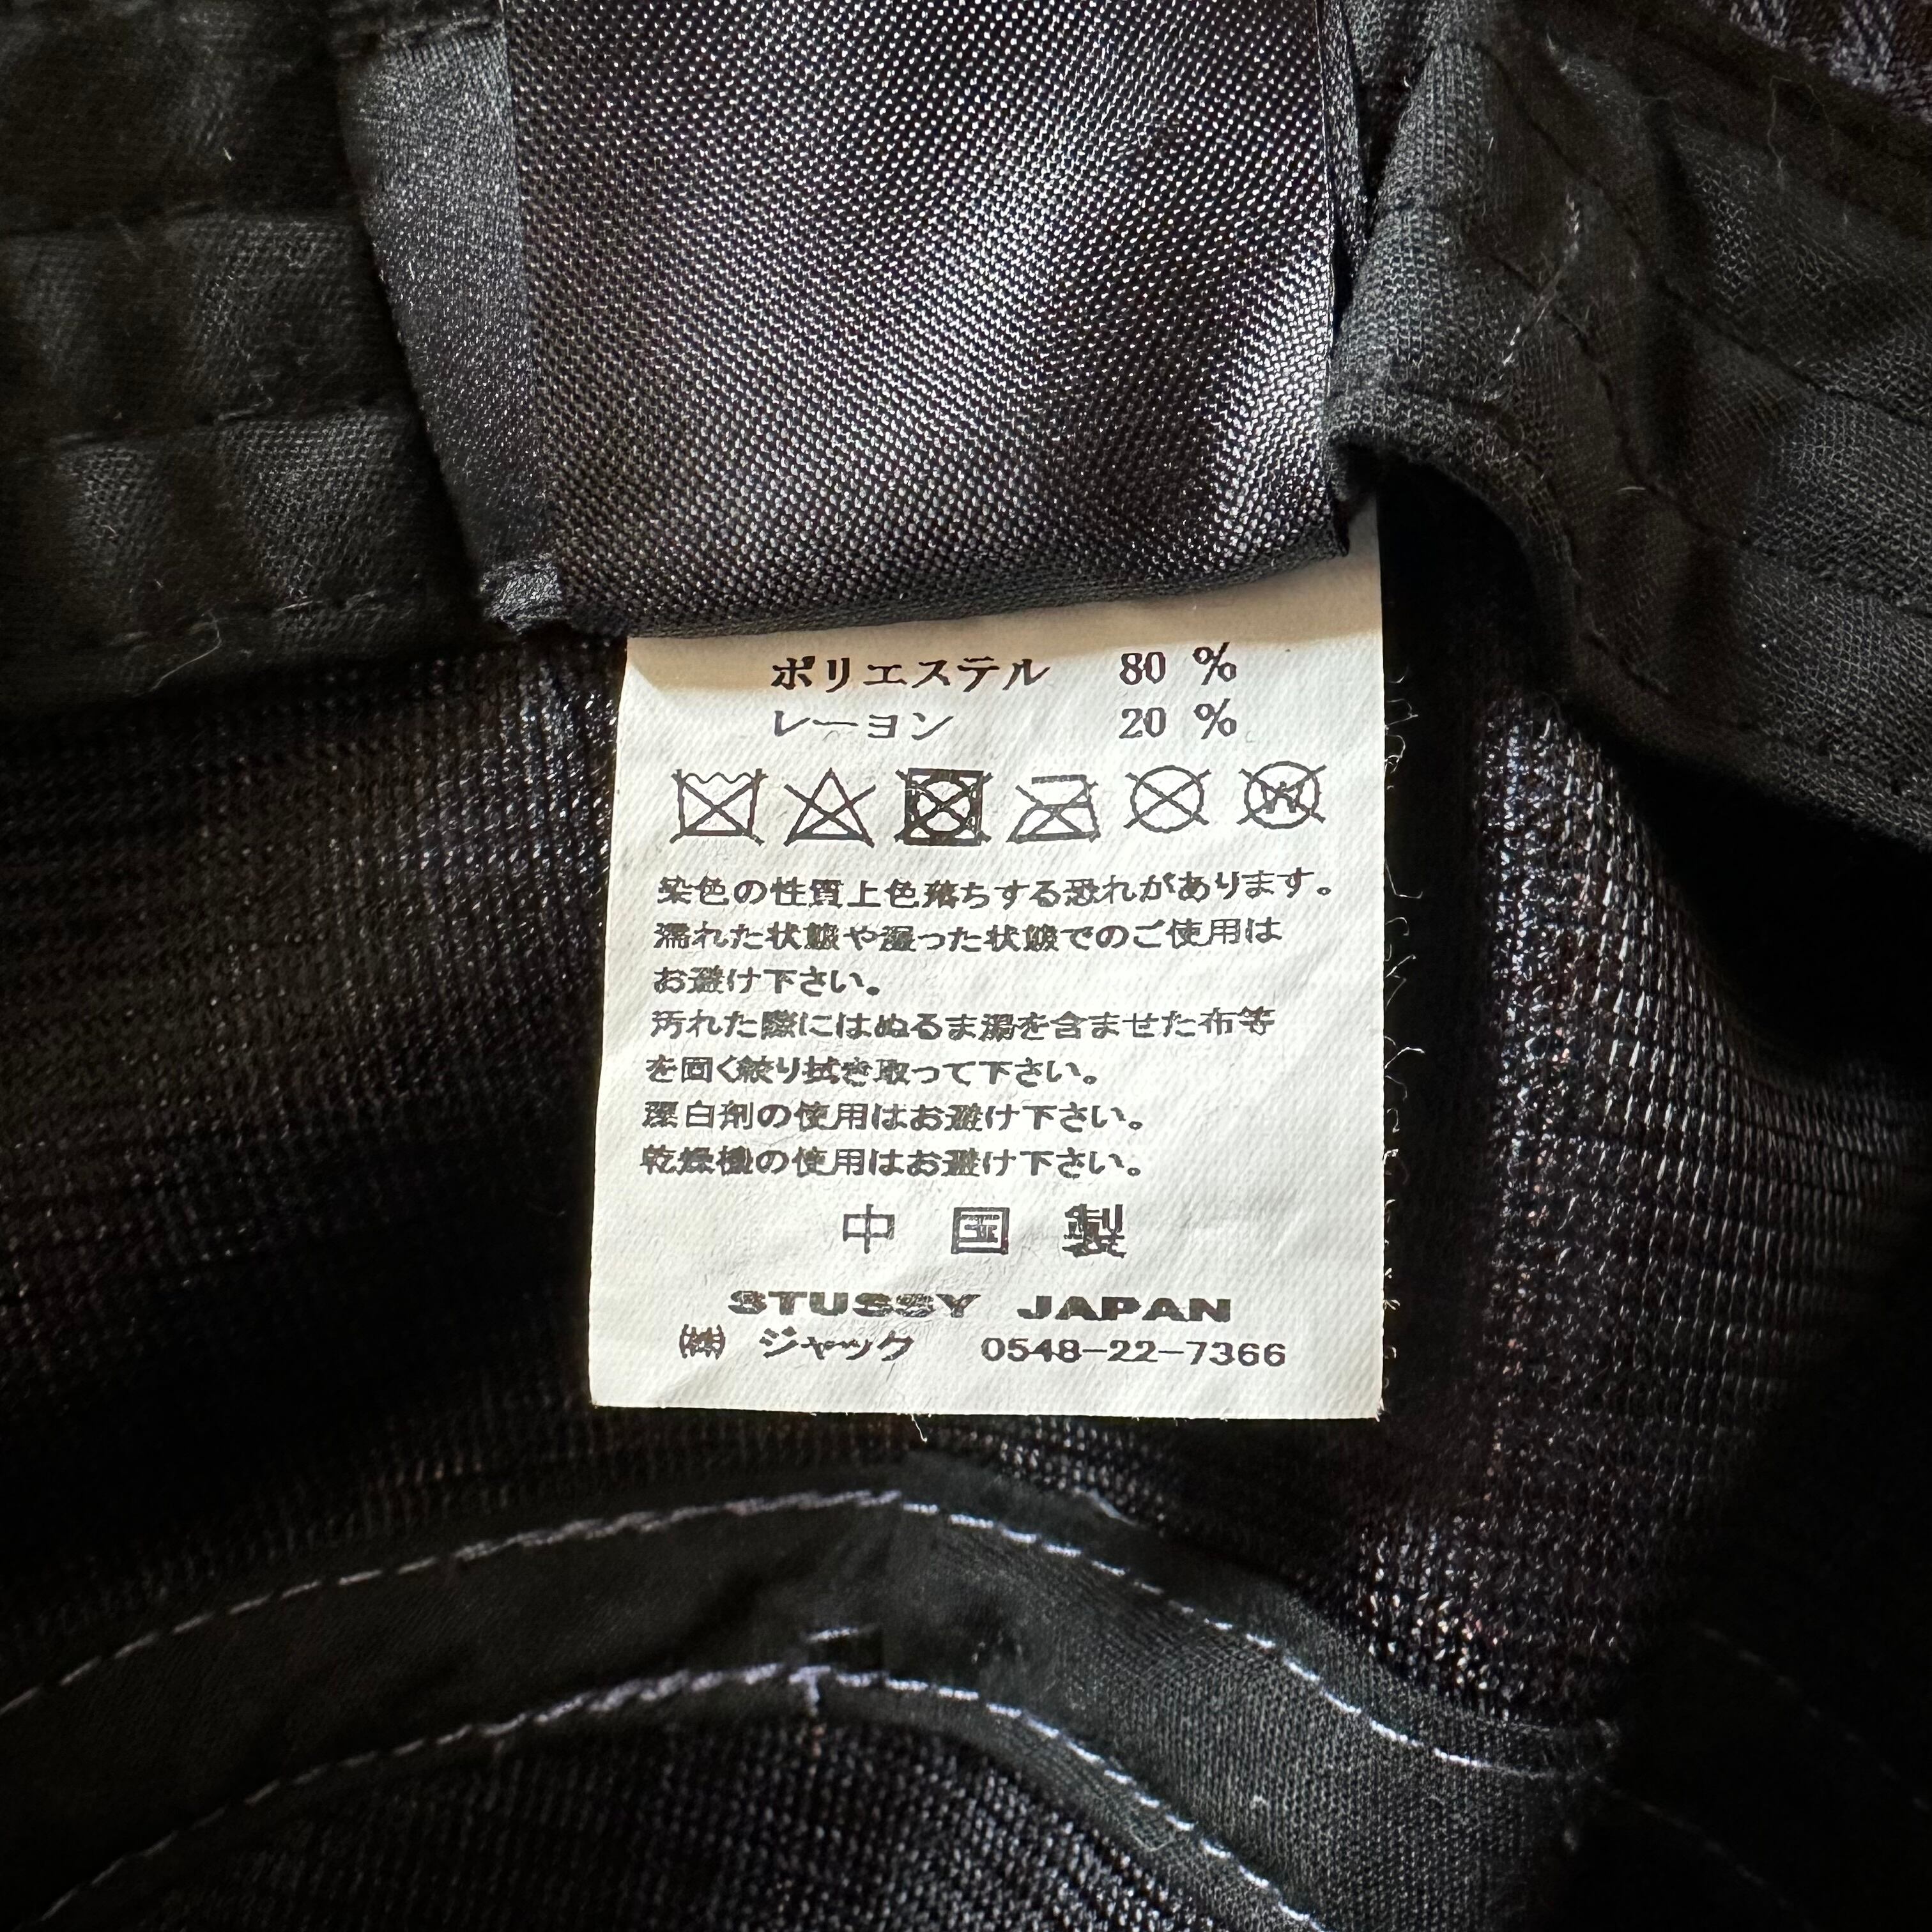 ポリエステル 80 %
レーヨン 20 %
染色の性質上色落ちする恐れがあります。
濡れた状態や湿った状態でのご使用は
お避け下さい。
汚れた際にはぬるま湯を含ませた布等
を固く絞り拭き取って下さい。
漂白剤の使用はお避け下さい。
乾燥機の使用はお避け下さい。
中国製
STUSSY JAPAN
㈱ ジャック 0548-22-7366